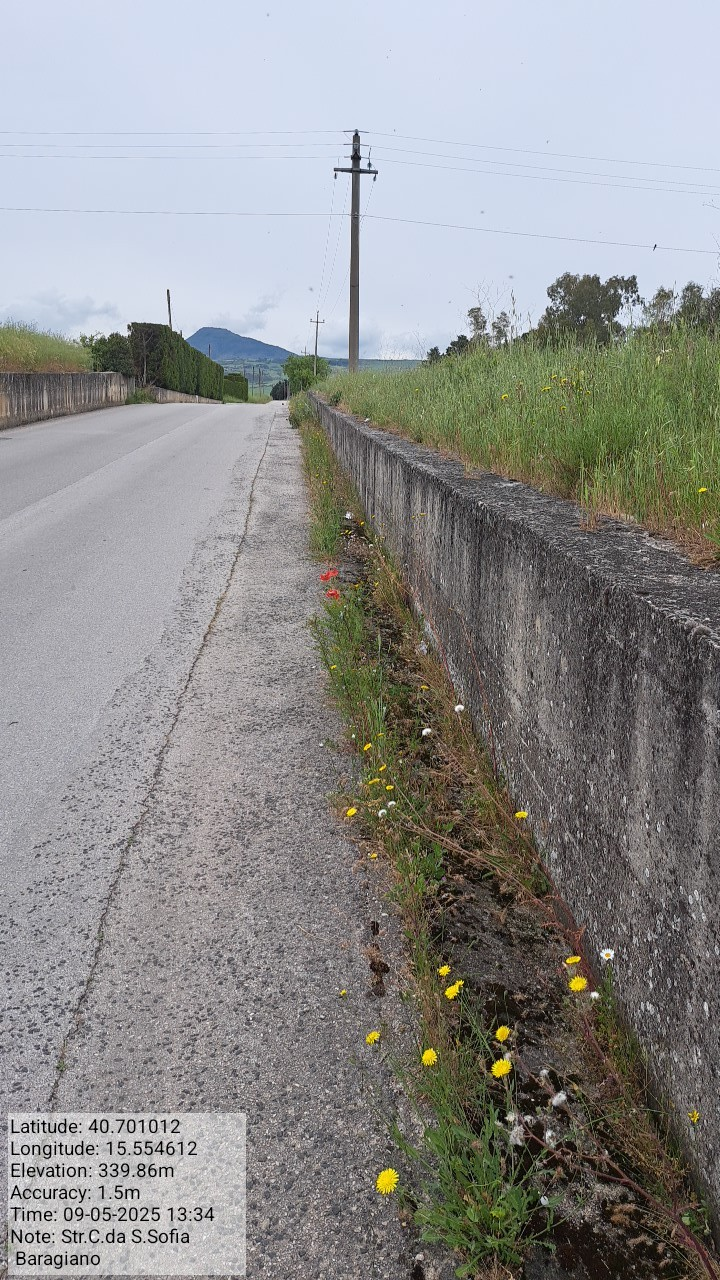 Latitude: 40.701012
Longitude: 15.554612
Elevation: 339.86m
Accuracy: 1.5m
Time: 09-05-2025 13:34
Note: Str.C.da S.Sofia
Baragiano